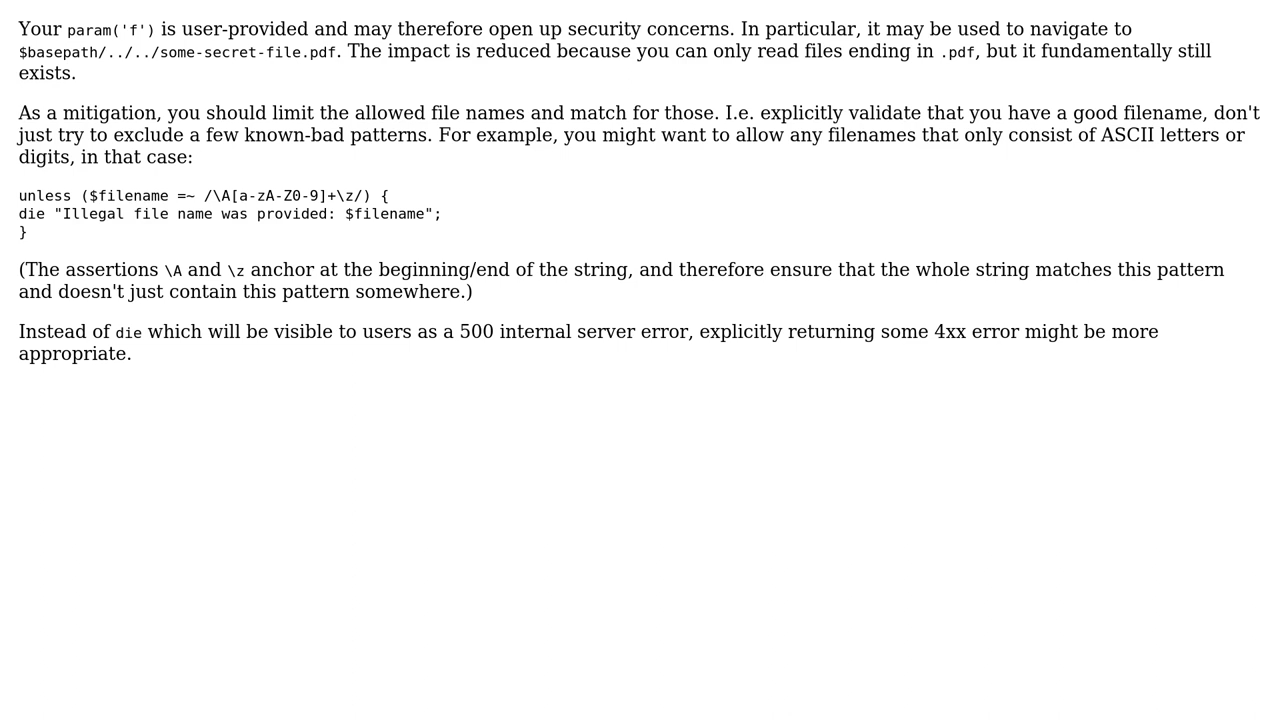 Your param('f') is user-provided and may therefore open up security concerns. In particular, it may be used to navigate to
$basepath/../../some-secret-file.pdf. The impact is reduced because you can only read files ending in .pdf, but it fundamentally still
exists.
As a mitigation, you should limit the allowed file names and match for those. I.e. explicitly validate that you have a good filename, don't
just try to exclude a few known-bad patterns. For example, you might want to allow any filenames that only consist of ASCII letters or
digits, in that case:
unless ($filename =~ /\A[a-zA-Z0-9]+\z/) {
die "Illegal file name was provided: $filename";
}
(The assertions \A and \z anchor at the beginning/end of the string, and therefore ensure that the whole string matches this pattern
and doesn't just contain this pattern somewhere.)
Instead of die which will be visible to users as a 500 internal server error, explicitly returning some 4xx error might be more
appropriate.